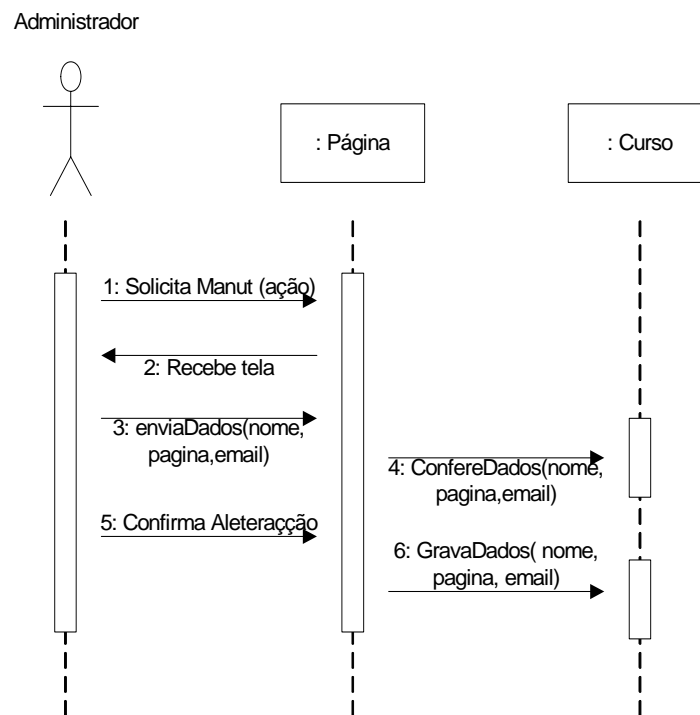 Administrador
: Página
: Curso
1: Solicita Manut (ação)
2: Recebe tela
3: enviaDados(nome,
pagina,email)
4: ConfereDados(nome,
pagina,email)
5: Confirma Aleteraçção
6: GravaDados( nome,
pagina, email)